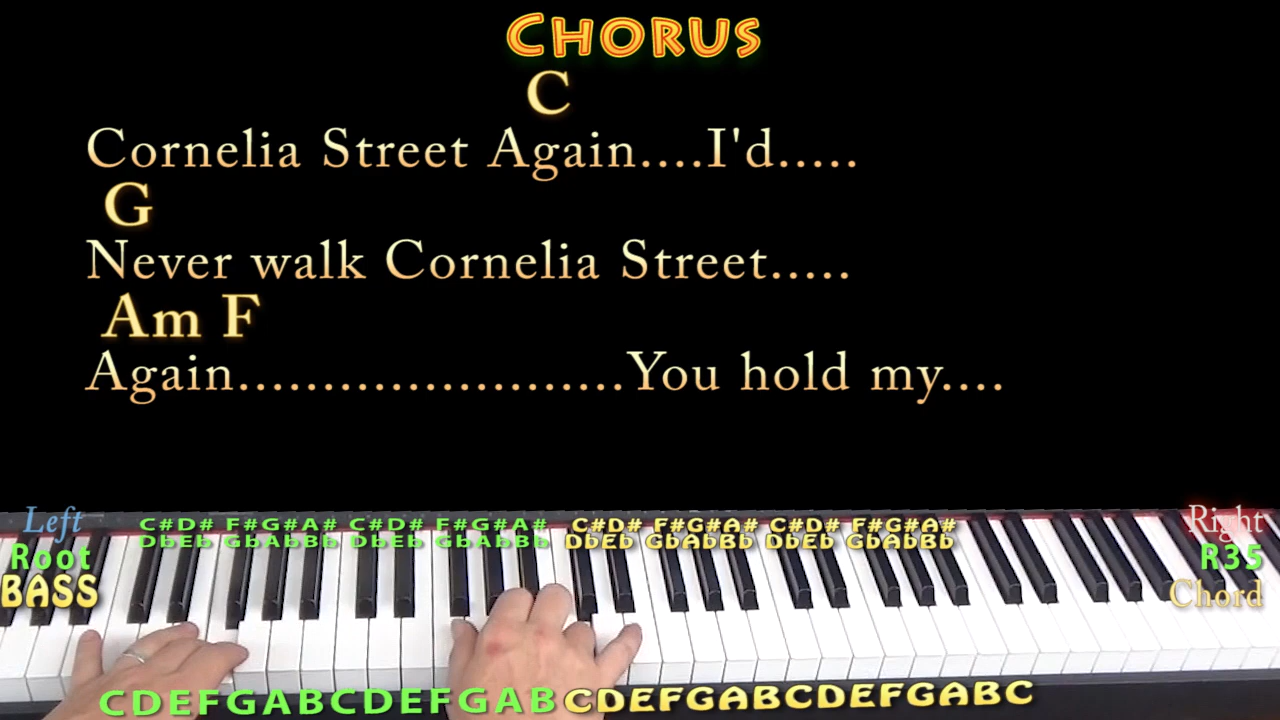 CHORUS
C
Cornelia Street Again....I'd.....
G
Never walk Cornelia Street.....
Am F
Again.......................You hold my....
Left
Root
BASS
C#D# F#G#A# C#D# F#G#A# C#D# F#G#A# C#D# F#G#A#
DbEb GbAbBb DbEb GbAbBb DbEb GbAbBb DbEb GbAbBb
Right
R35
Chord
CDEFGABCDEFGABCDEFGABCDEFGABC